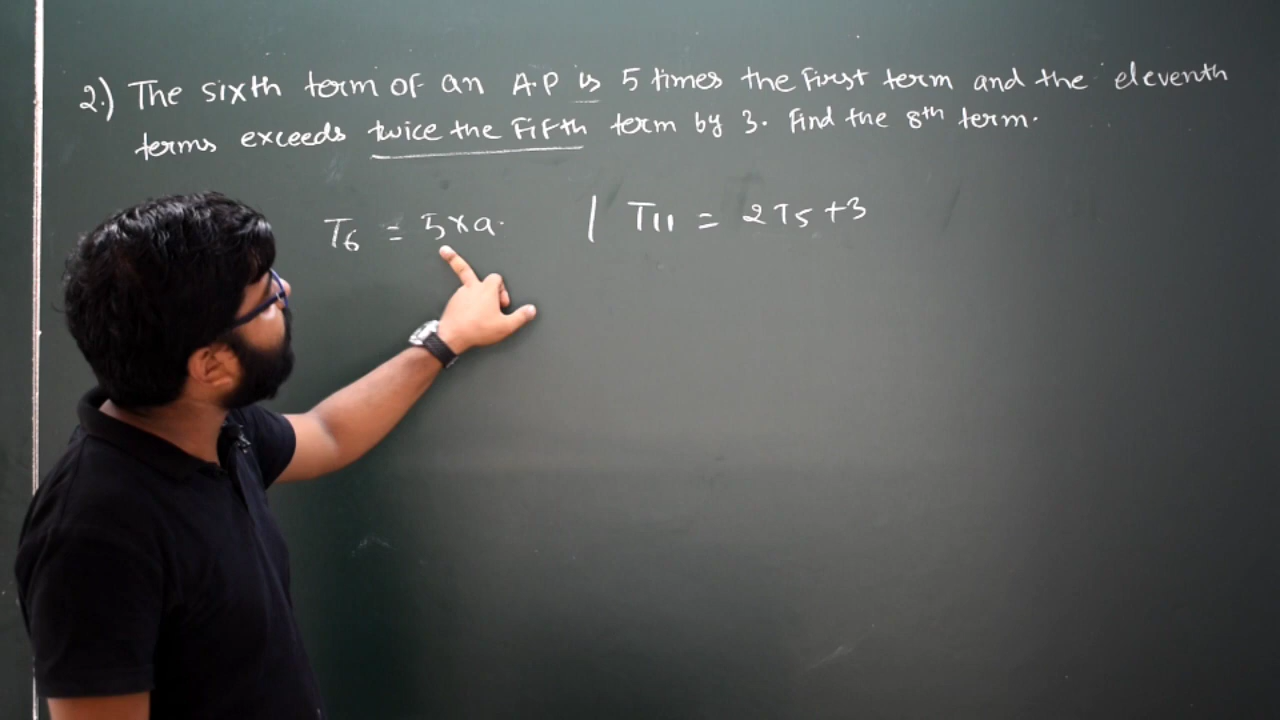 2.) The sixth term of an A.P is 5 times the first term and the eleventh
terms exceeds twice the Fifth term by 3. Find the 8th term.
T6 = 5×a. | T11 = 2T5+3